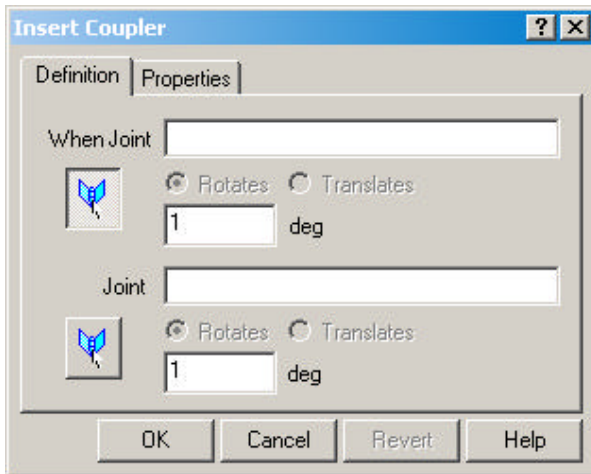 Insert Coupler ? ×
Definition Properties
When Joint
Rotates Translates
1 deg
Joint
Rotates Translates
1 deg
OK Cancel Revert Help